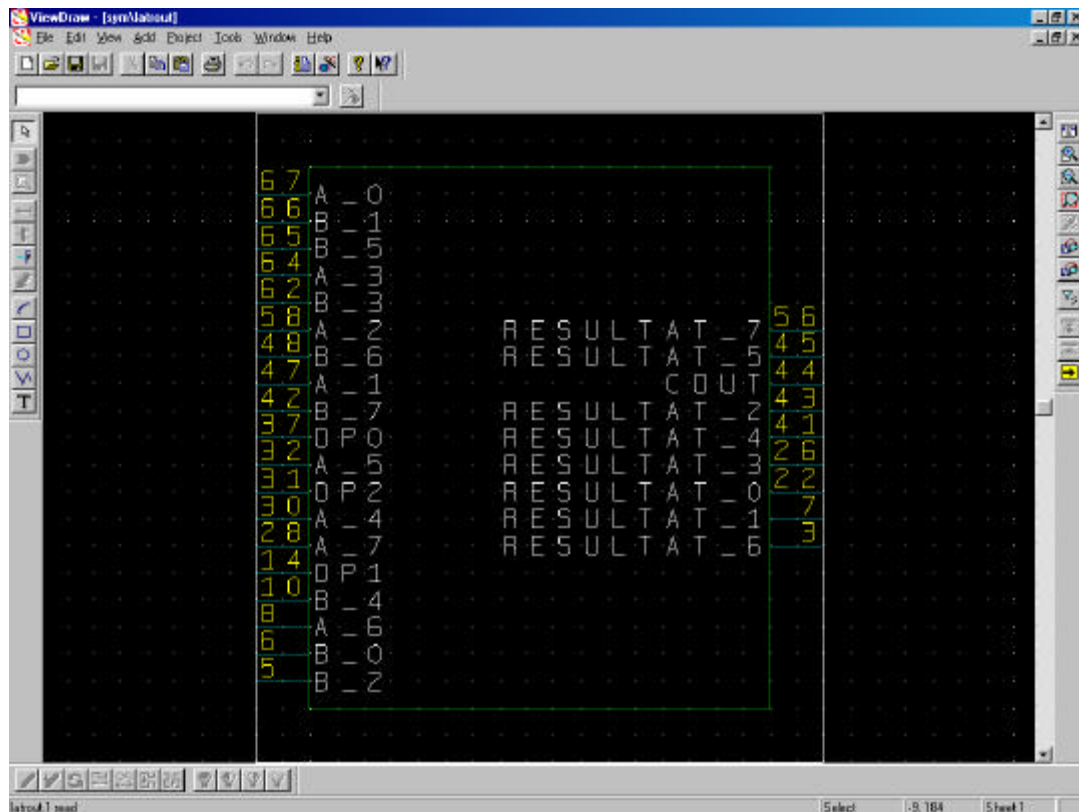 ViewDraw - [sym\latrout]
File Edit View Add Project Tools Window Help
67 A_0
66 B_1
65 B_5
64 A_3
62 B_3
58 A_2
48 B_6
47 A_1
42 B_7
37 OP0
32 A_5
31 OP2
30 A_4
28 A_7
14 OP1
10 B_4
8 A_6
6 B_0
5 B_2
RESULTAT_7 56
RESULTAT_5 45
COUT 44
RESULTAT_2 43
RESULTAT_4 41
RESULTAT_3 26
RESULTAT_0 22
RESULTAT_1 7
RESULTAT_6 3
T
latrout.1 read Select -9, 184 Sheet 1